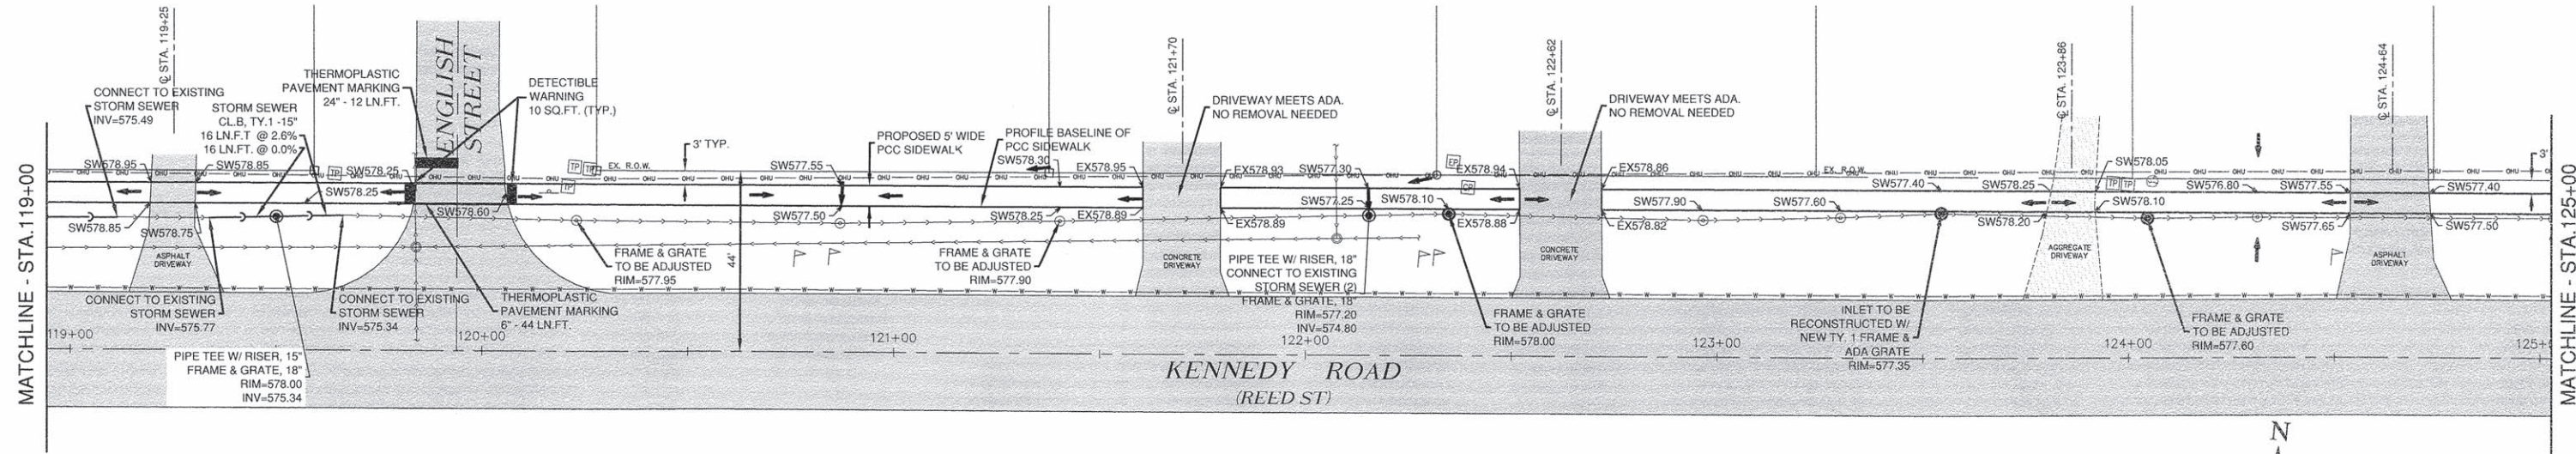 MATCHLINE - STA.119+00
℄ STA. 119+25
CONNECT TO EXISTING
STORM SEWER
INV=575.49
STORM SEWER
CL.B, TY.1 -15"
16 LN.F.T @ 2.6%
16 LN.FT. @ 0.0%
THERMOPLASTIC
PAVEMENT MARKING
24" - 12 LN.FT.
ENGLISH
STREET
DETECTIBLE
WARNING
10 SQ.FT. (TYP.)
SW578.95
SW578.85
SW578.25
SW578.25
SW578.60
SW578.85
SW578.75
ASPHALT
DRIVEWAY
CONNECT TO EXISTING
STORM SEWER
INV=575.77
CONNECT TO EXISTING
STORM SEWER
INV=575.34
THERMOPLASTIC
PAVEMENT MARKING
6" - 44 LN.FT.
PIPE TEE W/ RISER, 15"
FRAME & GRATE, 18"
RIM=578.00
INV=575.34
TP
TP
TP
TP
EX. R.O.W.
3' TYP.
44'
FRAME & GRATE
TO BE ADJUSTED
RIM=577.95
SW577.55
SW577.50
PROPOSED 5' WIDE
PCC SIDEWALK
PROFILE BASELINE OF
PCC SIDEWALK
SW578.30
SW578.25
EX578.95
EX578.89
FRAME & GRATE
TO BE ADJUSTED
RIM=577.90
℄ STA. 121+70
DRIVEWAY MEETS ADA.
NO REMOVAL NEEDED
CONCRETE
DRIVEWAY
EX578.93
EX578.89
SW577.30
SW577.25
SW578.10
PIPE TEE W/ RISER, 18"
CONNECT TO EXISTING
STORM SEWER (2)
FRAME & GRATE, 18"
RIM=577.20
INV=574.80
EP
CP
EX578.94
EX578.88
FRAME & GRATE
TO BE ADJUSTED
RIM=578.00
℄ STA. 122+62
DRIVEWAY MEETS ADA.
NO REMOVAL NEEDED
CONCRETE
DRIVEWAY
EX578.86
EX578.82
SW577.90
SW577.60
EX. R.O.W.
SW577.40
SW578.25
SW578.20
INLET TO BE
RECONSTRUCTED W/
NEW TY. 1 FRAME &
ADA GRATE
RIM=577.35
℄ STA. 123+86
AGGREGATE
DRIVEWAY
SW578.05
TP
TP
SW578.10
FRAME & GRATE
TO BE ADJUSTED
RIM=577.60
SW576.80
SW577.55
SW577.65
℄ STA. 124+64
ASPHALT
DRIVEWAY
SW577.40
SW577.50
3'
119+00
120+00
121+00
122+00
123+00
124+00
125+
KENNEDY ROAD
(REED ST)
N
MATCHLINE - STA.125+00